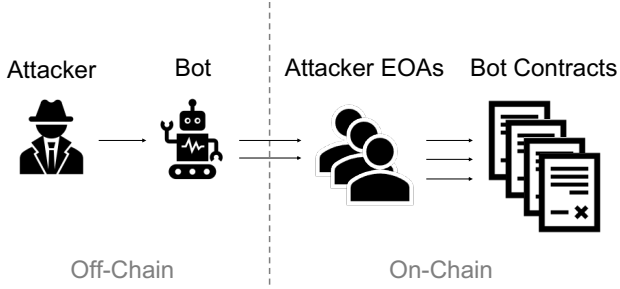 Attacker
Bot
Attacker EOAs
Bot Contracts
Off-Chain
On-Chain